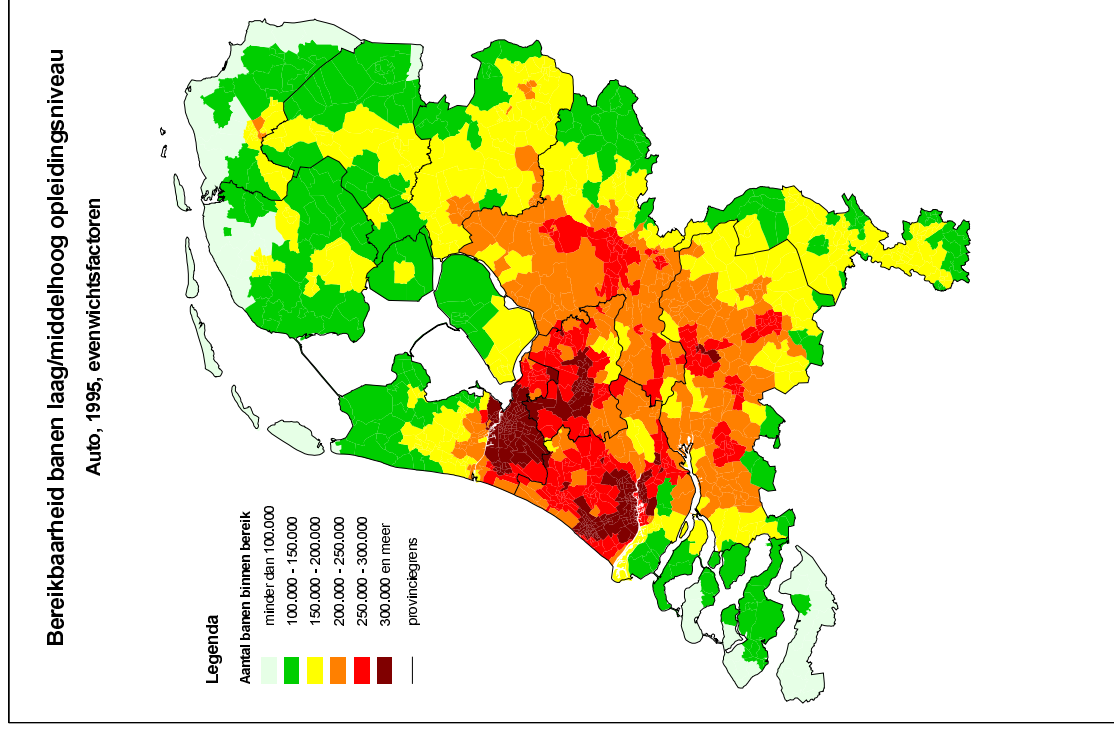 Bereikbaarheid banen laag/middelhoog opleidingsniveau
Auto, 1995, evenwichtsfactoren
Legenda
Aantal banen binnen bereik
minder dan 100.000
100.000 - 150.000
150.000 - 200.000
200.000 - 250.000
250.000 - 300.000
300.000 en meer
provinciegrens